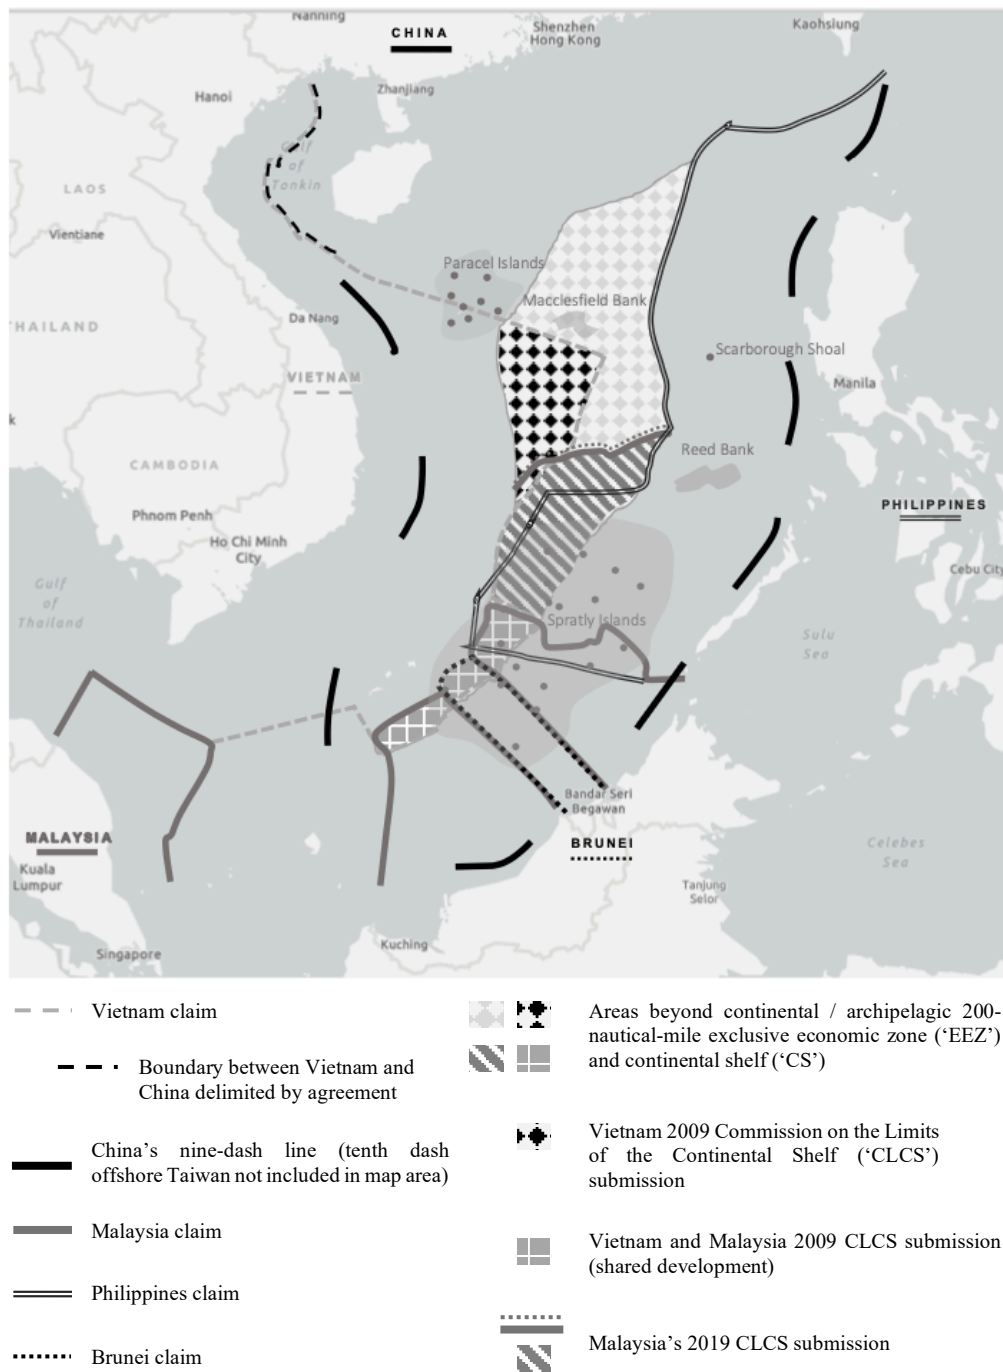 Nanning
CHINA
Shenzhen
Hong Kong
Kaohsiung
Hanoi
Zhanjiang
Gulf
of
Tonkin
LAOS
Vientiane
Paracel Islands
Macclesfield Bank
THAILAND
Da Nang
Scarborough Shoal
VIETNAM
Manila
k
CAMBODIA
Reed Bank
Phnom Penh
PHILIPPINES
Ho Chi Minh
City
Cebu City
Gulf
of
Thailand
Spratly Islands
Sulu
Sea
Bandar Seri
Begawan
MALAYSIA
BRUNEI
Celebes
Sea
Kuala
Lumpur
Tanjung
Selor
Kuching
Singapore
Vietnam claim
Boundary between Vietnam and
China delimited by agreement
China’s nine-dash line (tenth dash
offshore Taiwan not included in map area)
Malaysia claim
Philippines claim
Brunei claim
Areas beyond continental / archipelagic 200-
nautical-mile exclusive economic zone (‘EEZ’)
and continental shelf (‘CS’)
Vietnam 2009 Commission on the Limits
of the Continental Shelf (‘CLCS’)
submission
Vietnam and Malaysia 2009 CLCS submission
(shared development)
Malaysia’s 2019 CLCS submission